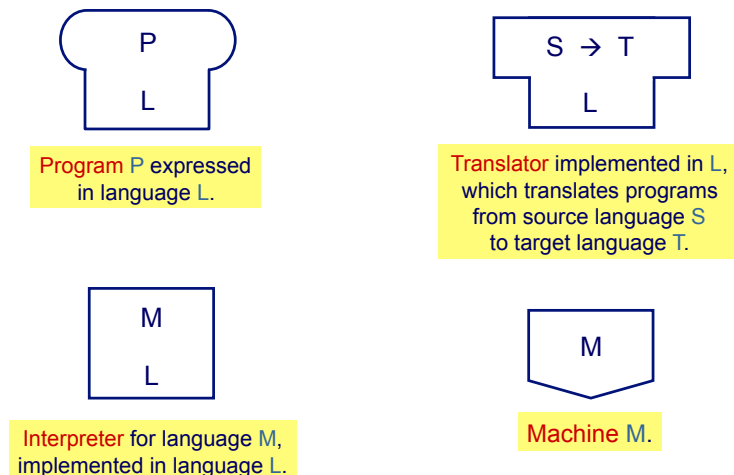 P
L
Program P expressed
in language L.
S → T
L
Translator implemented in L,
which translates programs
from source language S
to target language T.
M
L
Interpreter for language M,
implemented in language L.
M
Machine M.